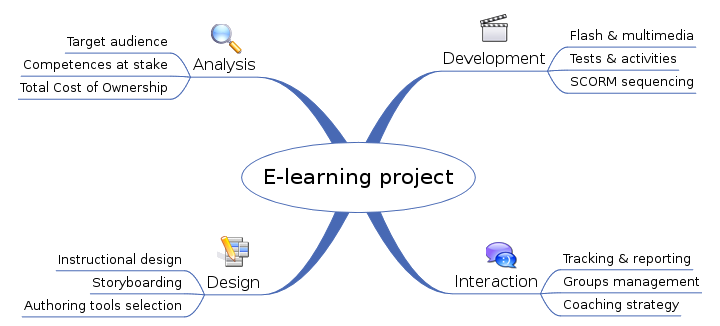 Target audience
Competences at stake
Total Cost of Ownership
Analysis
Development
Flash & multimedia
Tests & activities
SCORM sequencing
E-learning project
Instructional design
Storyboarding
Authoring tools selection
Design
Interaction
Tracking & reporting
Groups management
Coaching strategy